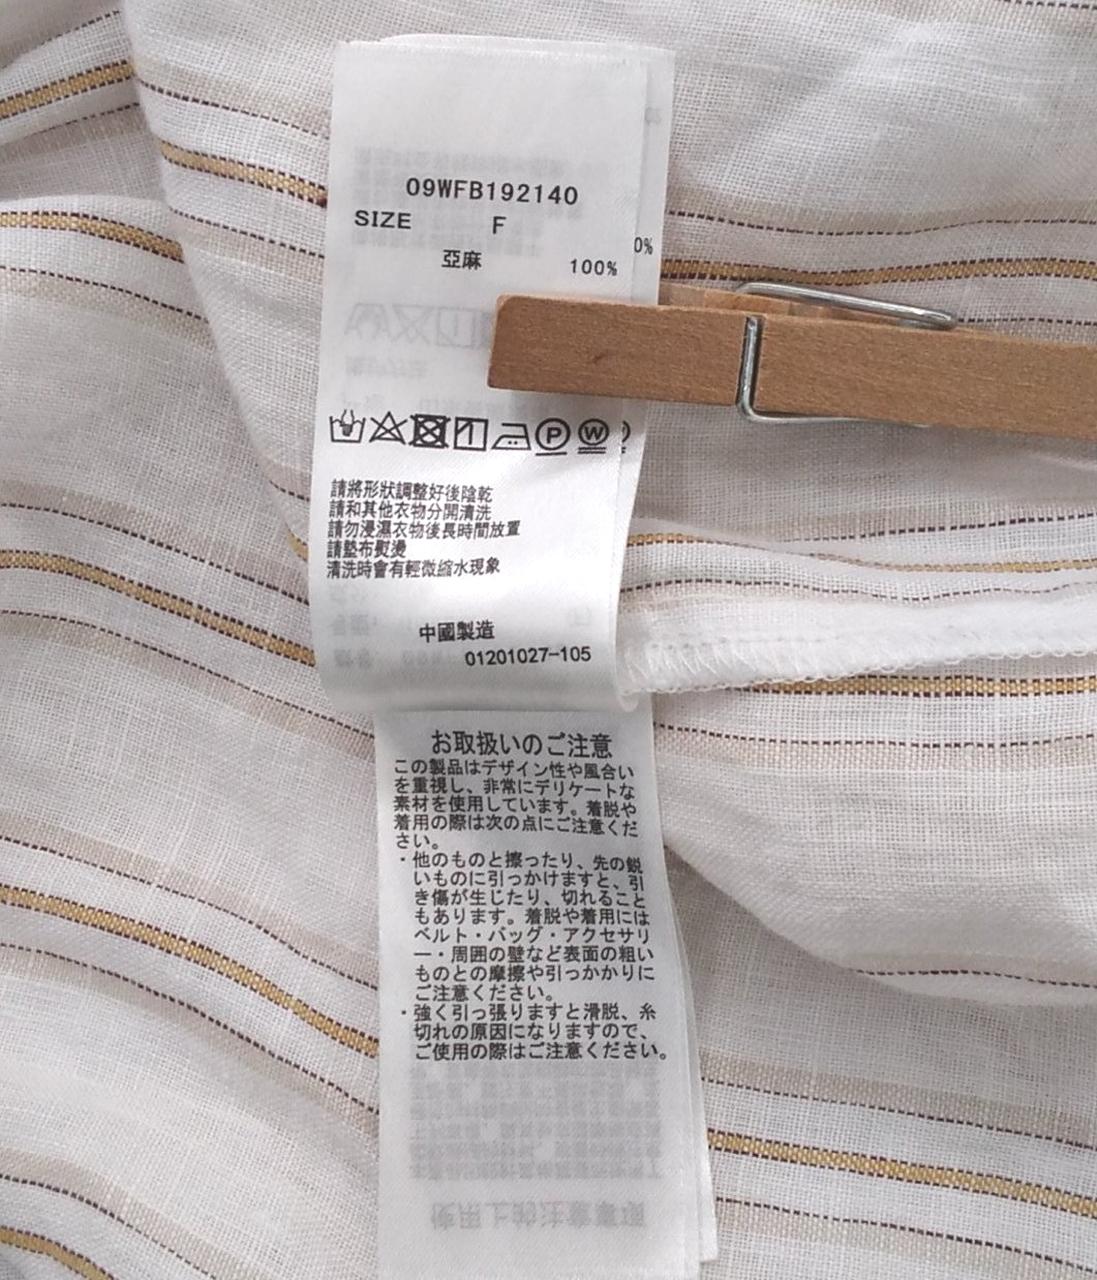 09WFB192140
SIZE F
亞麻 100%
0%
P W
請將形狀調整好後陰乾
請和其他衣物分開清洗
請勿浸濕衣物後長時間放置
請墊布熨燙
清洗時會有輕微縮水現象
中國製造
01201027-105
お取扱いのご注意
この製品はデザイン性や風合い
を重視し、非常にデリケートな
素材を使用しています。着脱や
着用の際は次の点にご注意くだ
さい。
・他のものと擦ったり、先の鋭
いものに引っかけますと、引
き傷が生じたり、切れること
もあります。着脱や着用には
ベルト・バッグ・アクセサリ
ー・周囲の壁など表面の粗い
ものとの摩擦や引っかかりに
ご注意ください。
・強く引っ張りますと滑脱、糸
切れの原因になりますので、
ご使用の際はご注意ください。